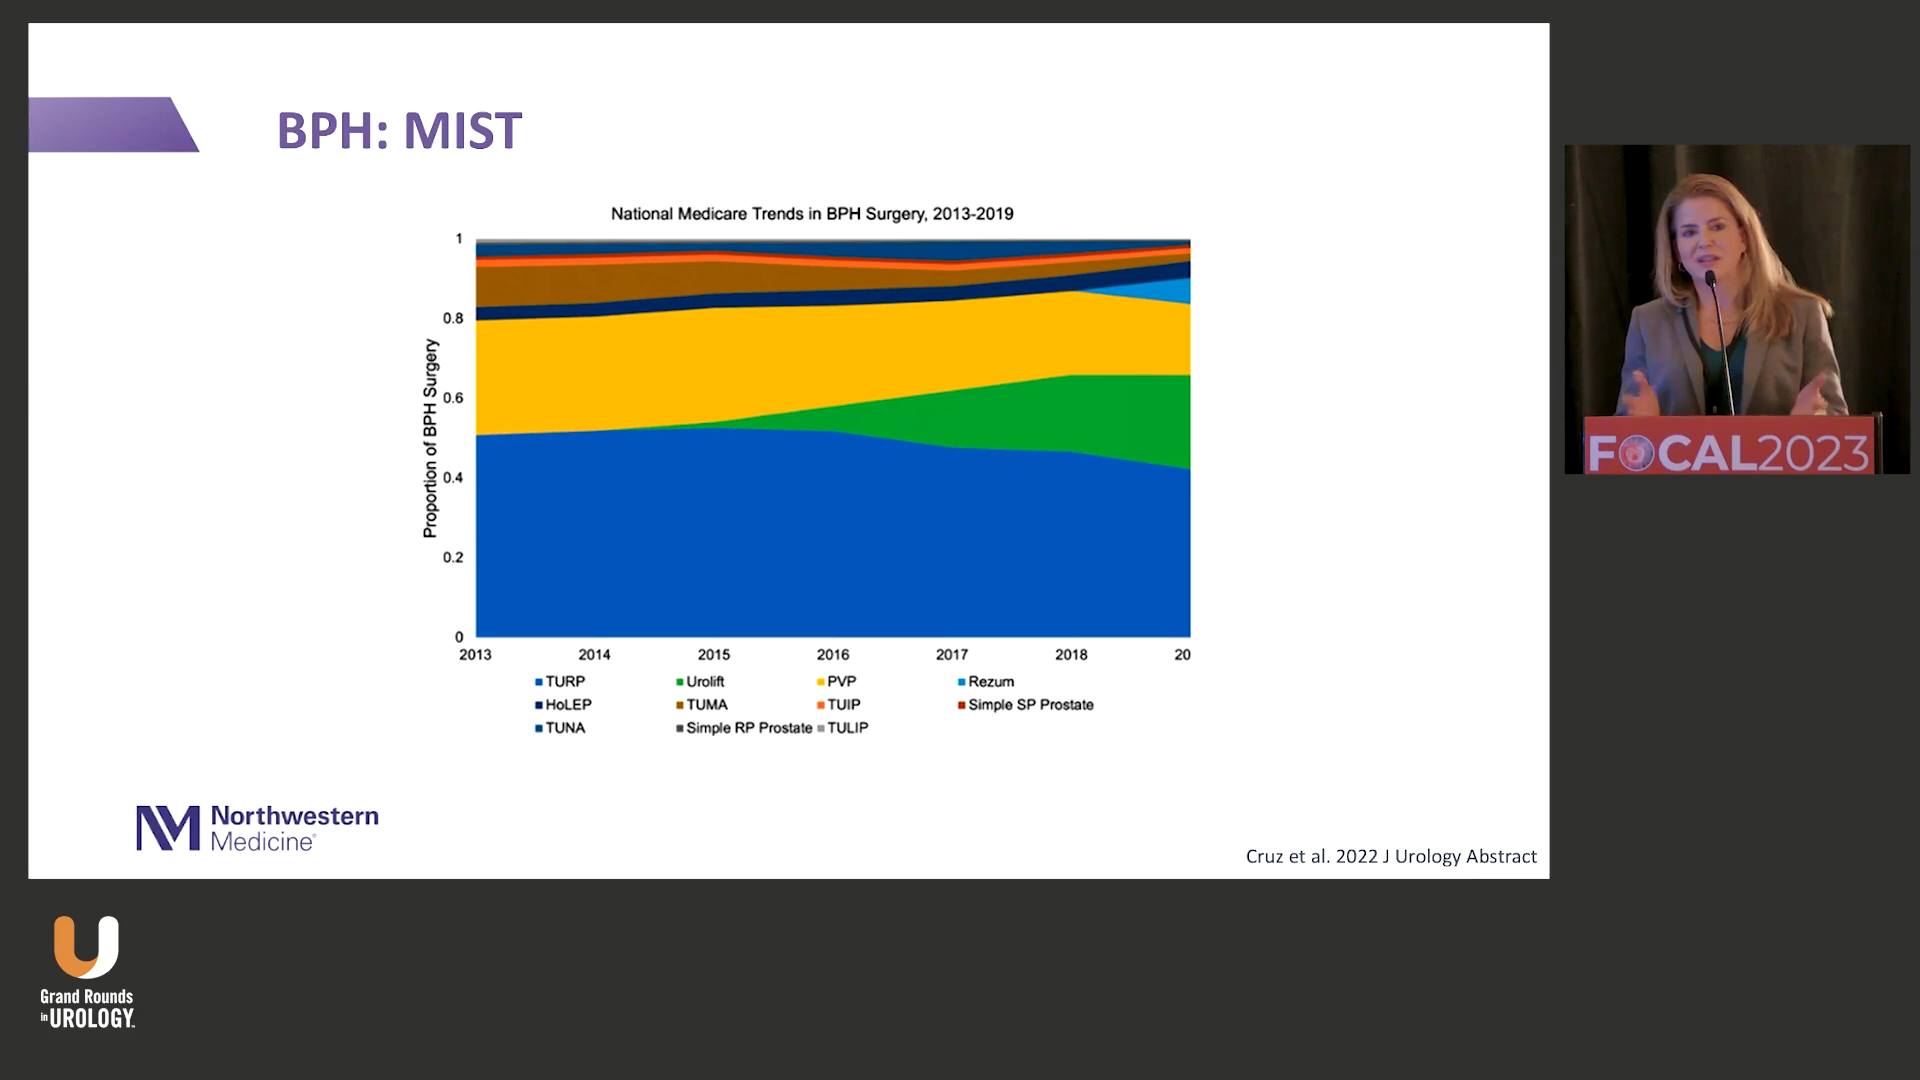 BPH: MIST
National Medicare Trends in BPH Surgery, 2013-2019
Proportion of BPH Surgery
1
0.8
0.6
0.4
0.2
0
2013 2014 2015 2016 2017 2018 20
TURP Urolift PVP Rezum
HoLEP TUMA TUIP Simple SP Prostate
TUNA Simple RP Prostate TULIP
NM Northwestern
Medicine®
Cruz et al. 2022 J Urology Abstract
FOCAL2023
U
Grand Rounds
in UROLOGY™